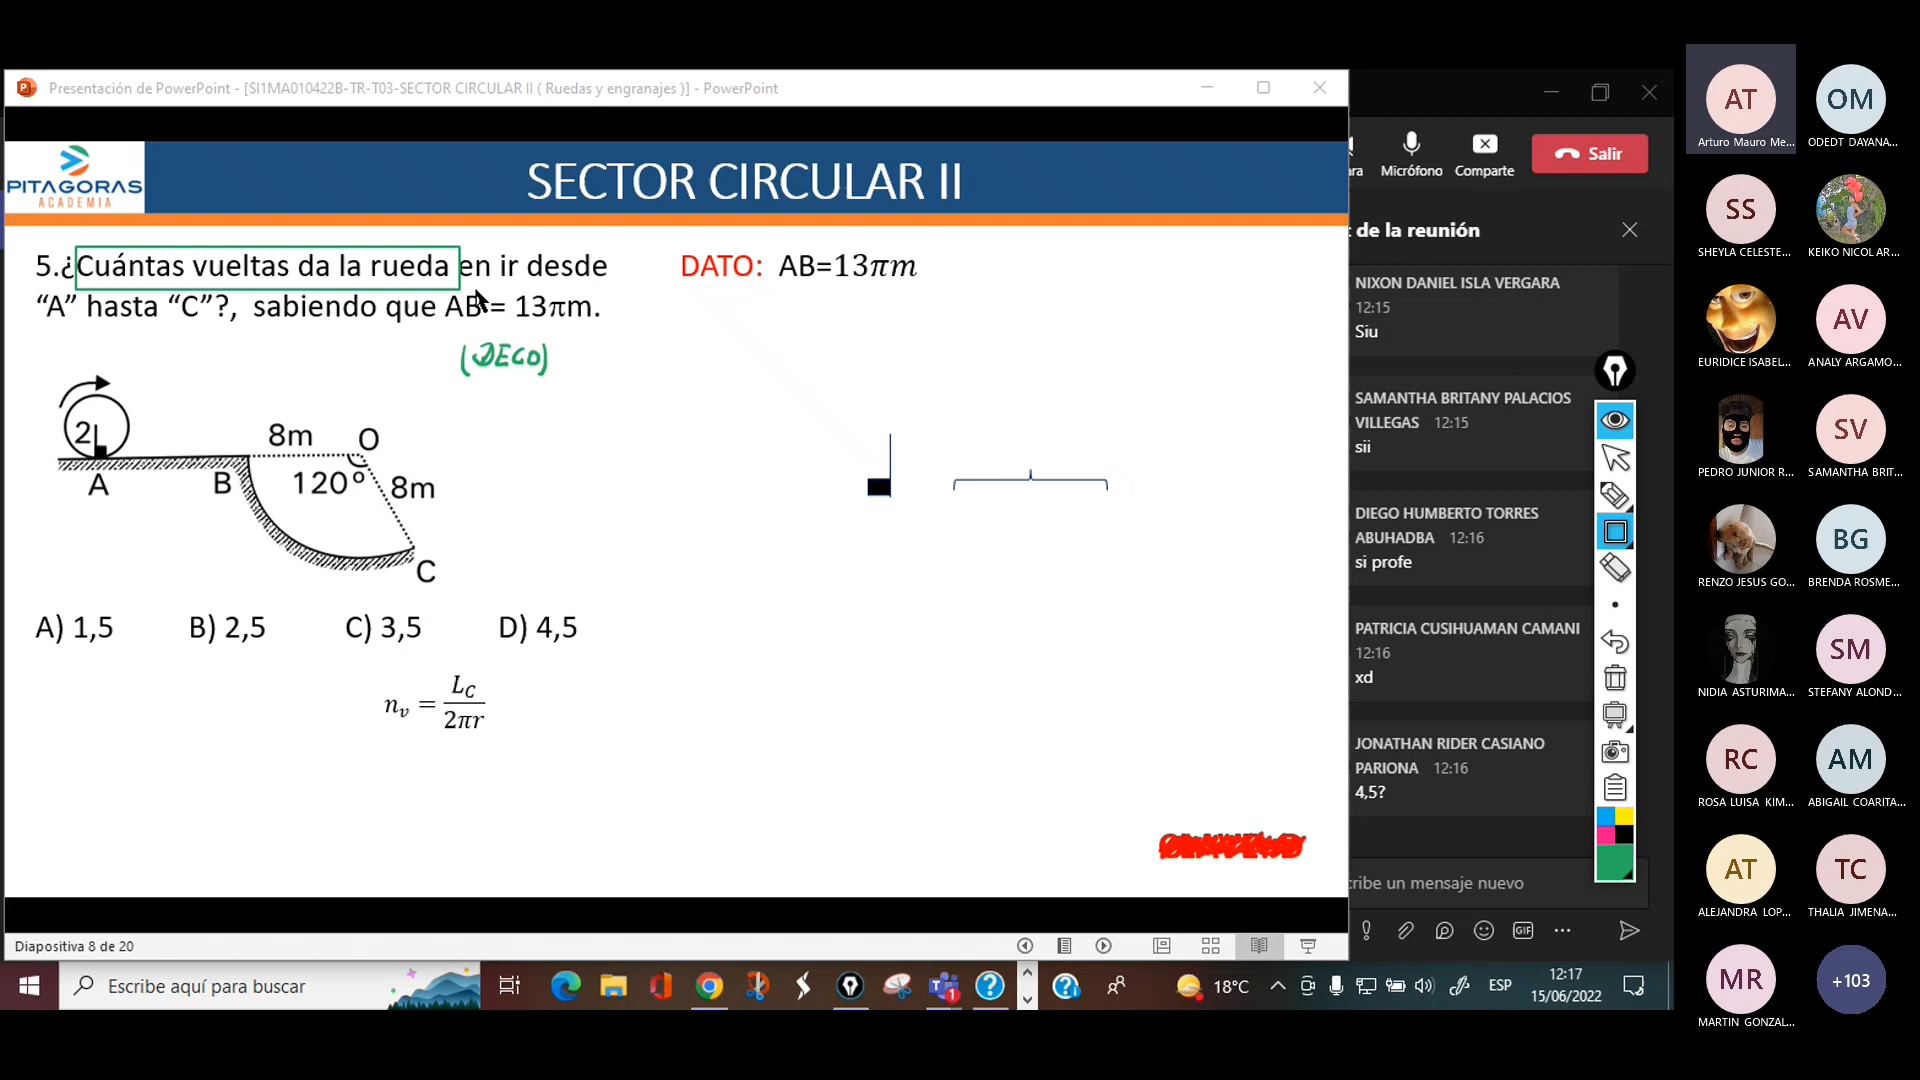 Presentación de PowerPoint - [SI1MA010422B-TR-T03-SECTOR CIRCULAR II ( Ruedas y engranajes )] - PowerPoint
PITAGORAS
ACADEMIA
SECTOR CIRCULAR II
5.¿Cuántas vueltas da la rueda en ir desde
“A” hasta “C”?, sabiendo que AB = 13πm.
DATO: AB=13πm
(DECO)
2
8m
O
A
B
120°
8m
C
A) 1,5 B) 2,5 C) 3,5 D) 4,5
n_v = L_C / 2πr
Diapositiva 8 de 20
ra
Micrófono
Comparte
Salir
t de la reunión
NIXON DANIEL ISLA VERGARA
12:15
Siu
SAMANTHA BRITANY PALACIOS
VILLEGAS 12:15
sii
DIEGO HUMBERTO TORRES
ABUHADBA 12:16
si profe
PATRICIA CUSIHUAMAN CAMANI
12:16
xd
JONATHAN RIDER CASIANO
PARIONA 12:16
4,5?
cribe un mensaje nuevo
GIF
AT
Arturo Mauro Me...
OM
ODEDT DAYANA...
SS
SHEYLA CELESTE...
KEIKO NICOL AR...
EURIDICE ISABEL...
AV
ANALY ARGAMO...
PEDRO JUNIOR R...
SV
SAMANTHA BRIT...
RENZO JESUS GO...
BG
BRENDA ROSME...
NIDIA ASTURIMA...
SM
STEFANY ALOND...
RC
ROSA LUISA KIM...
AM
ABIGAIL COARITA...
AT
ALEJANDRA LOP...
TC
THALIA JIMENA...
MR
MARTIN GONZAL...
+103
Escribe aquí para buscar
1
18°C
ESP
12:17
15/06/2022